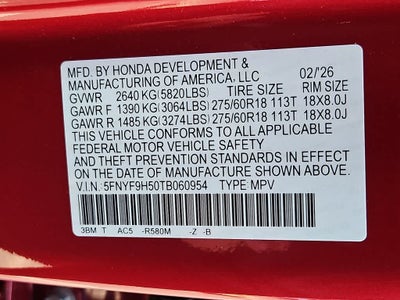 MFD. BY HONDA DEVELOPMENT & 02/'26
MANUFACTURING OF AMERICA, LLC
GVWR 2640 KG(5820LBS) TIRE SIZE RIM SIZE
GAWR F 1390 KG(3064LBS) 275/60R18 113T 18X8.0J
GAWR R 1485 KG(3274LBS) 275/60R18 113T 18X8.0J
THIS VEHICLE CONFORMS TO ALL APPLICABLE
FEDERAL MOTOR VEHICLE SAFETY
AND THEFT PREVENTION STANDARDS IN EFFECT
ON THE DATE OF MANUFACTURE SHOWN ABOVE.
V.I.N. 5FNYF9H50TB060954 TYPE: MPV
3BM T AC5 -R580M -Z -B